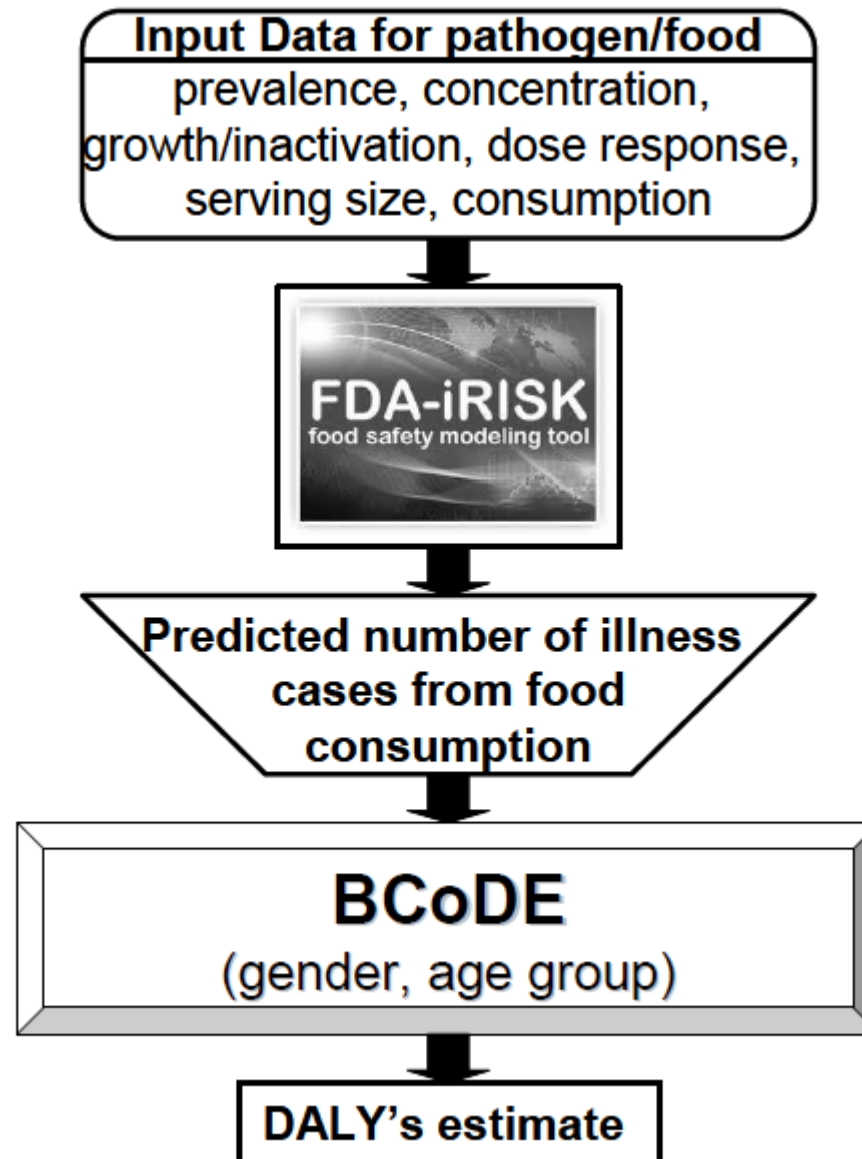 Input Data for pathogen/food
prevalence, concentration,
growth/inactivation, dose response,
serving size, consumption
FDA-iRISK
food safety modeling tool
Predicted number of illness
cases from food
consumption
BCoDE
(gender, age group)
DALY's estimate